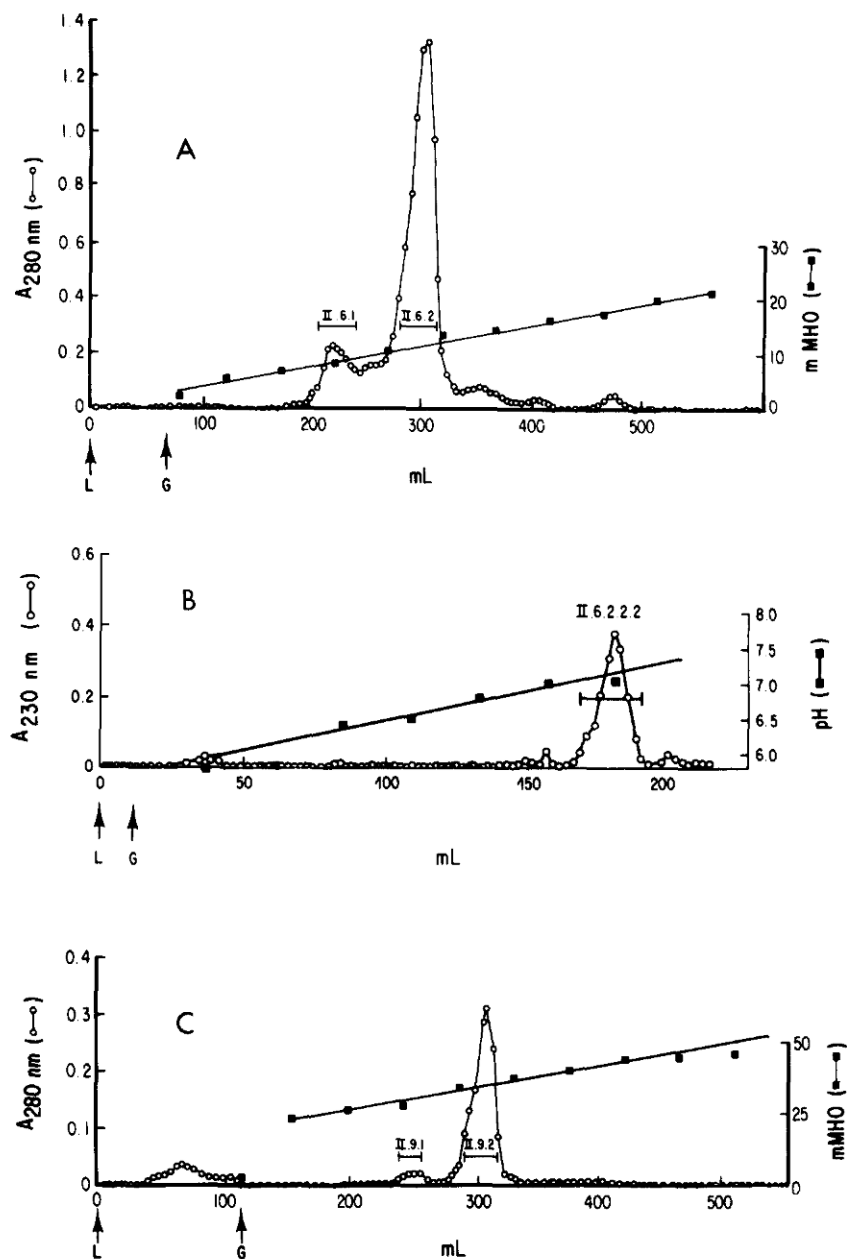 1.4
1.2
1.0
0.8
0.6
0.4
0.2
0
A
A280 nm (○—○)
II.6.1
II.6.2
30
20
10
0
m MHO (■—■)
0 100 200 300 400 500
L G
mL
0.6
0.4
0.2
0
B
A230 nm (○—○)
II.6.2.2.2
8.0
7.5
7.0
6.5
6.0
pH (■—■)
0 50 100 150 200
L G
mL
0.4
0.3
0.2
0.1
0
C
A280 nm (○—○)
II.9.1
II.9.2
50
25
0
mMHO (■—■)
0 100 200 300 400 500
L G
mL